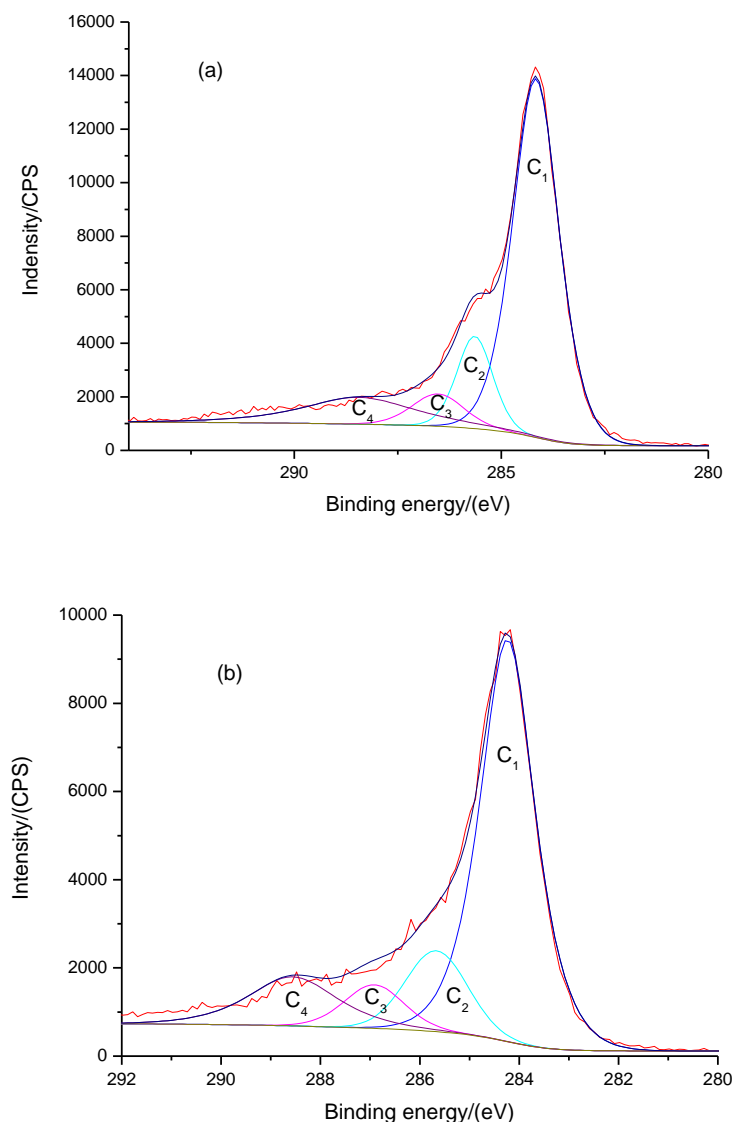 16000
(a)
14000
12000
C₁
10000
Indensity/CPS
8000
6000
4000
C₂
2000
C₄
C₃
0
290
285
280
Binding energy/(eV)
10000
(b)
8000
C₁
6000
Intensity/(CPS)
4000
2000
C₄
C₃
C₂
0
292
290
288
286
284
282
280
Binding energy/(eV)